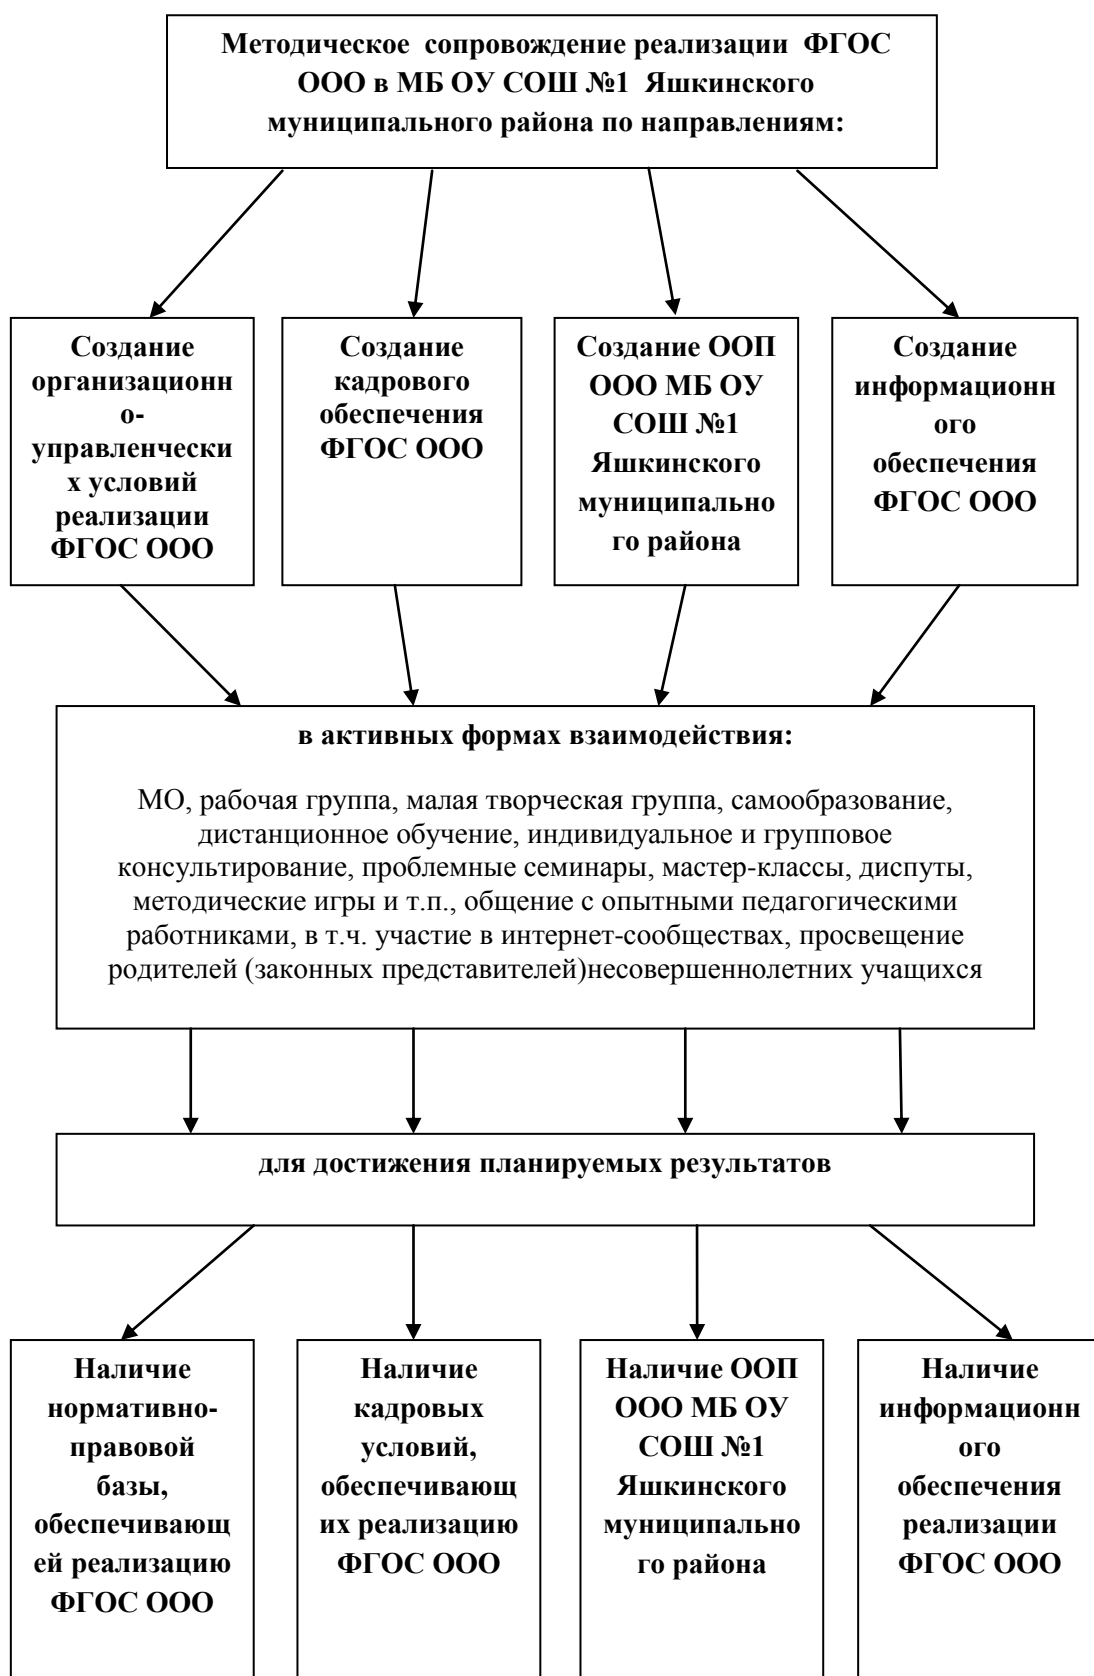 Методическое сопровождение реализации ФГОС
ООО в МБ ОУ СОШ №1 Яшкинского
муниципального района по направлениям:
Создание
организационн
о-
управленчески
х условий
реализации
ФГОС ООО
Создание
кадрового
обеспечения
ФГОС ООО
Создание ООП
ООО МБ ОУ
СОШ №1
Яшкинского
муниципально
го района
Создание
информационн
ого
обеспечения
ФГОС ООО
в активных формах взаимодействия:
МО, рабочая группа, малая творческая группа, самообразование,
дистанционное обучение, индивидуальное и групповое
консультирование, проблемные семинары, мастер-классы, диспуты,
методические игры и т.п., общение с опытными педагогическими
работниками, в т.ч. участие в интернет-сообществах, просвещение
родителей (законных представителей)несовершеннолетних учащихся
для достижения планируемых результатов
Наличие
нормативно-
правовой
базы,
обеспечивающ
ей реализацию
ФГОС ООО
Наличие
кадровых
условий,
обеспечивающ
их реализацию
ФГОС ООО
Наличие ООП
ООО МБ ОУ
СОШ №1
Яшкинского
муниципально
го района
Наличие
информационн
ого
обеспечения
реализации
ФГОС ООО